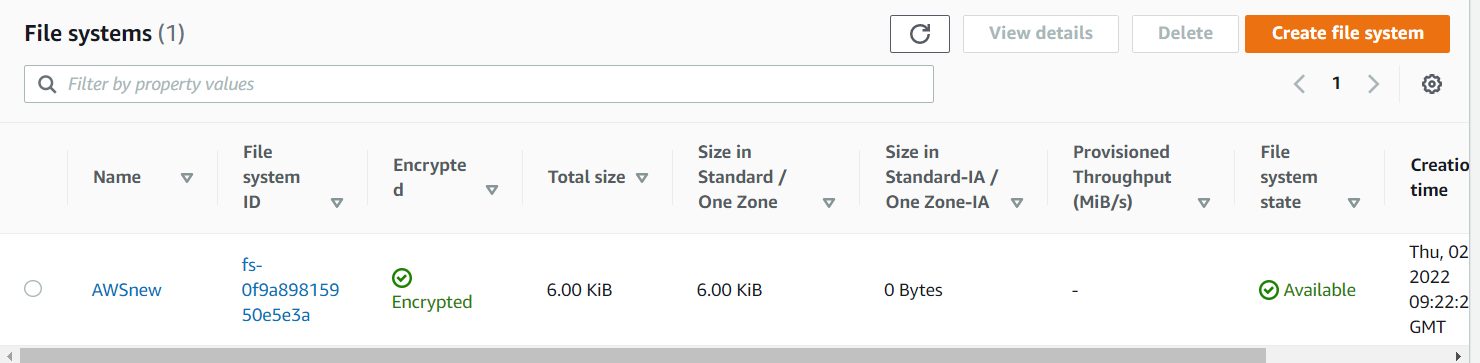 File systems (1)
View details
Delete
Create file system
Filter by property values
1
Name
File
system
ID
Encrypte
d
Total size
Size in
Standard /
One Zone
Size in
Standard-IA /
One Zone-IA
Provisioned
Throughput
(MiB/s)
File
system
state
Creatio
time
AWSnew
fs-
0f9a898159
50e5e3a
Encrypted
6.00 KiB
6.00 KiB
0 Bytes
-
Available
Thu, 02
2022
09:22:2
GMT